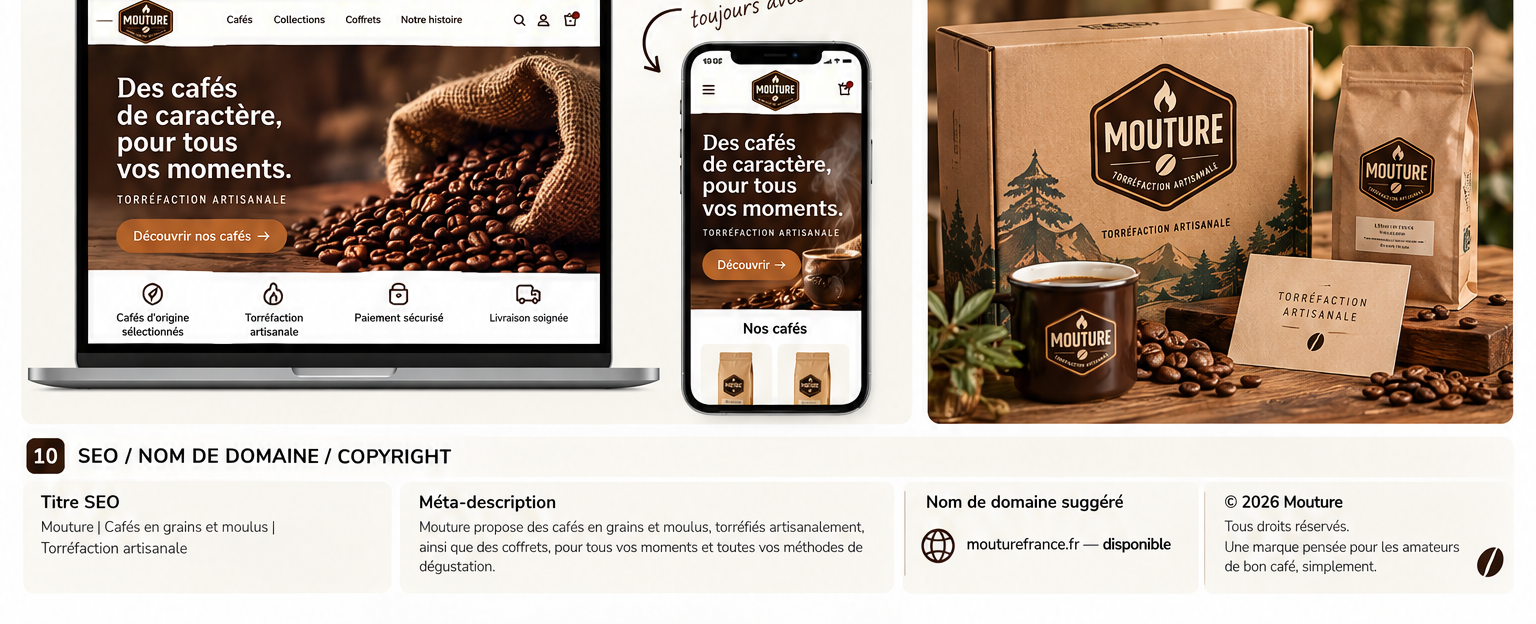 MOUTURE
Cafés
Collections
Coffrets
Notre histoire
Des cafés
de caractère,
pour tous
vos moments.
TORRÉFACTION ARTISANALE
Découvrir nos cafés →
Cafés d'origine
sélectionnés
Torréfaction
artisanale
Paiement sécurisé
Livraison soignée
toujours avec
MOUTURE
Des cafés
de caractère,
pour tous
vos moments.
TORRÉFACTION ARTISANALE
Découvrir →
Nos cafés
MOUTURE
MOUTURE
MOUTURE
TORRÉFACTION ARTISANALE
TORRÉFACTION ARTISANALE
MOUTURE
TORRÉFACTION ARTISANALE
MOUTURE
TORRÉFACTION ARTISANALE
TORRÉFACTION
ARTISANALE
10 SEO / NOM DE DOMAINE / COPYRIGHT
Titre SEO
Mouture | Cafés en grains et moulus |
Torréfaction artisanale
Méta-description
Mouture propose des cafés en grains et moulus, torréfiés artisanalement,
ainsi que des coffrets, pour tous vos moments et toutes vos méthodes de
dégustation.
Nom de domaine suggéré
mouturefrance.fr — disponible
© 2026 Mouture
Tous droits réservés.
Une marque pensée pour les amateurs
de bon café, simplement.